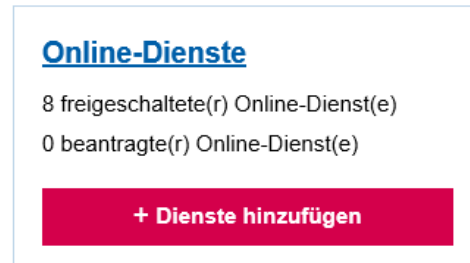 Online-Dienste
8 freigeschaltete(r) Online-Dienst(e)
0 beantragte(r) Online-Dienst(e)
+ Dienste hinzufügen